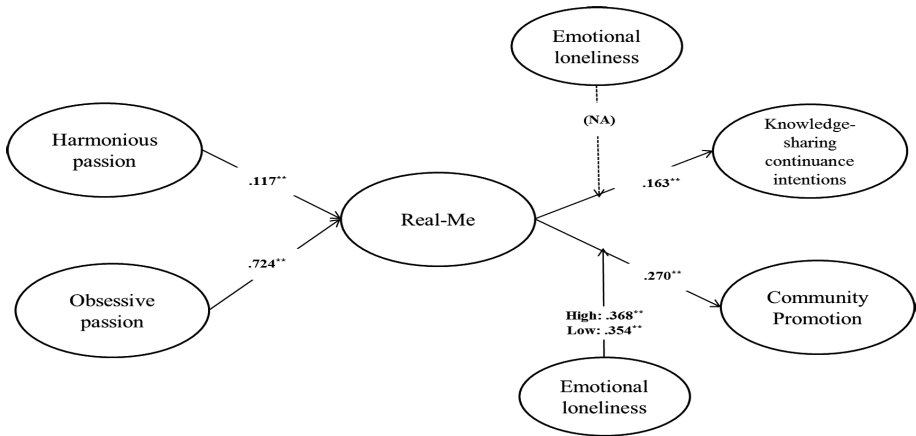 Emotional
loneliness
(NA)
Harmonious
passion
.117**
Knowledge-
sharing
continuance
intentions
.163**
Real-Me
.724**
Obsessive
passion
.270**
Community
Promotion
High: .368**
Low: .354**
Emotional
loneliness